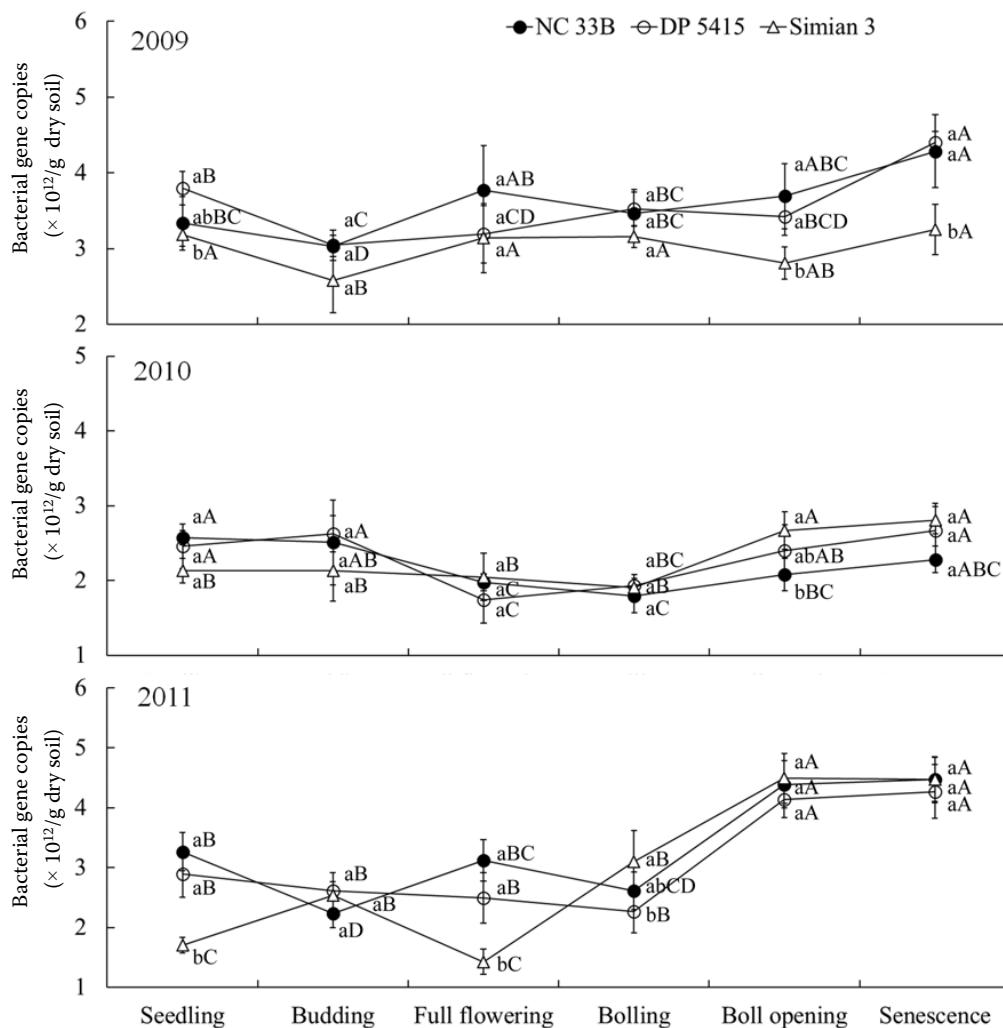 2009
NC 33B DP 5415 Simian 3
Bacterial gene copies
(× 10¹²/g dry soil)
6
5
4
3
2
aB
abBC
bA
aC
aD
aB
aAB
aCD
aA
aBC
aBC
aA
aABC
aBCD
bAB
aA
aA
bA
2010
Bacterial gene copies
(× 10¹²/g dry soil)
5
4
3
2
1
aA
aA
aB
aA
aAB
aB
aB
aC
aC
aBC
aB
aC
aA
abAB
bBC
aA
aA
aABC
2011
Bacterial gene copies
(× 10¹²/g dry soil)
6
5
4
3
2
1
aB
aB
bC
aB
aB
aD
aBC
aB
bC
aB
abCD
bB
aA
aA
aA
aA
aA
aA
Seedling Budding Full flowering Bolling Boll opening Senescence